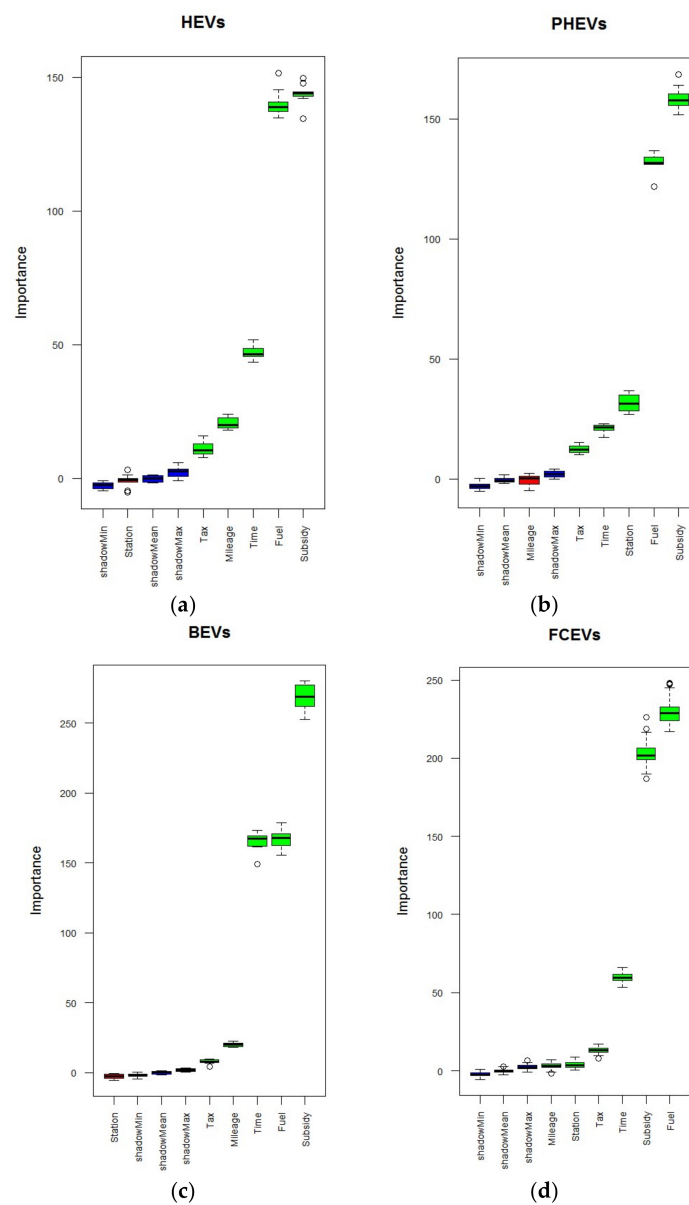 HEVs
Importance
150
100
50
0
shadowMin
Station
shadowMean
shadowMax
Tax
Mileage
Time
Fuel
Subsidy
(a)
PHEVs
Importance
150
100
50
0
shadowMin
shadowMean
Mileage
shadowMax
Tax
Time
Station
Fuel
Subsidy
(b)
BEVs
Importance
250
200
150
100
50
0
Station
shadowMin
shadowMean
shadowMax
Tax
Mileage
Time
Fuel
Subsidy
(c)
FCEVs
Importance
250
200
150
100
50
0
shadowMin
shadowMean
shadowMax
Mileage
Station
Tax
Time
Subsidy
Fuel
(d)